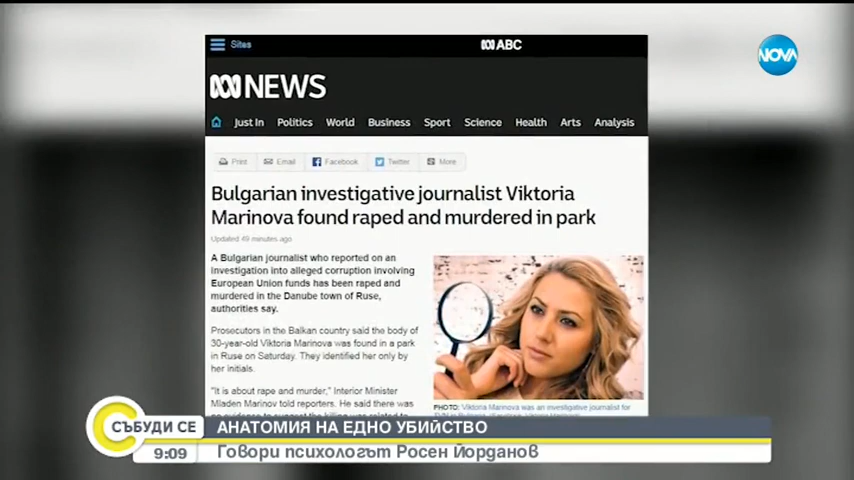 Sites
ABC
NOVA
NEWS
Just In Politics World Business Sport Science Health Arts Analysis
Print Email Facebook Twitter More
Bulgarian investigative journalist Viktoria
Marinova found raped and murdered in park
Updated 49 minutes ago
A Bulgarian journalist who reported on an
investigation into alleged corruption involving
European Union funds has been raped and
murdered in the Danube town of Ruse,
authorities say.
Prosecutors in the Balkan country said the body of
30-year-old Viktoria Marinova was found in a park
in Ruse on Saturday. They identified her only by
her initials.
"It is about rape and murder," Interior Minister
Mladen Marinov told reporters. He said there was
PHOTO: Viktoria Marinova was an investigative journalist for
СЪБУДИ СЕ
АНАТОМИЯ НА ЕДНО УБИЙСТВО
9:09
Говори психологът Росен Йорданов